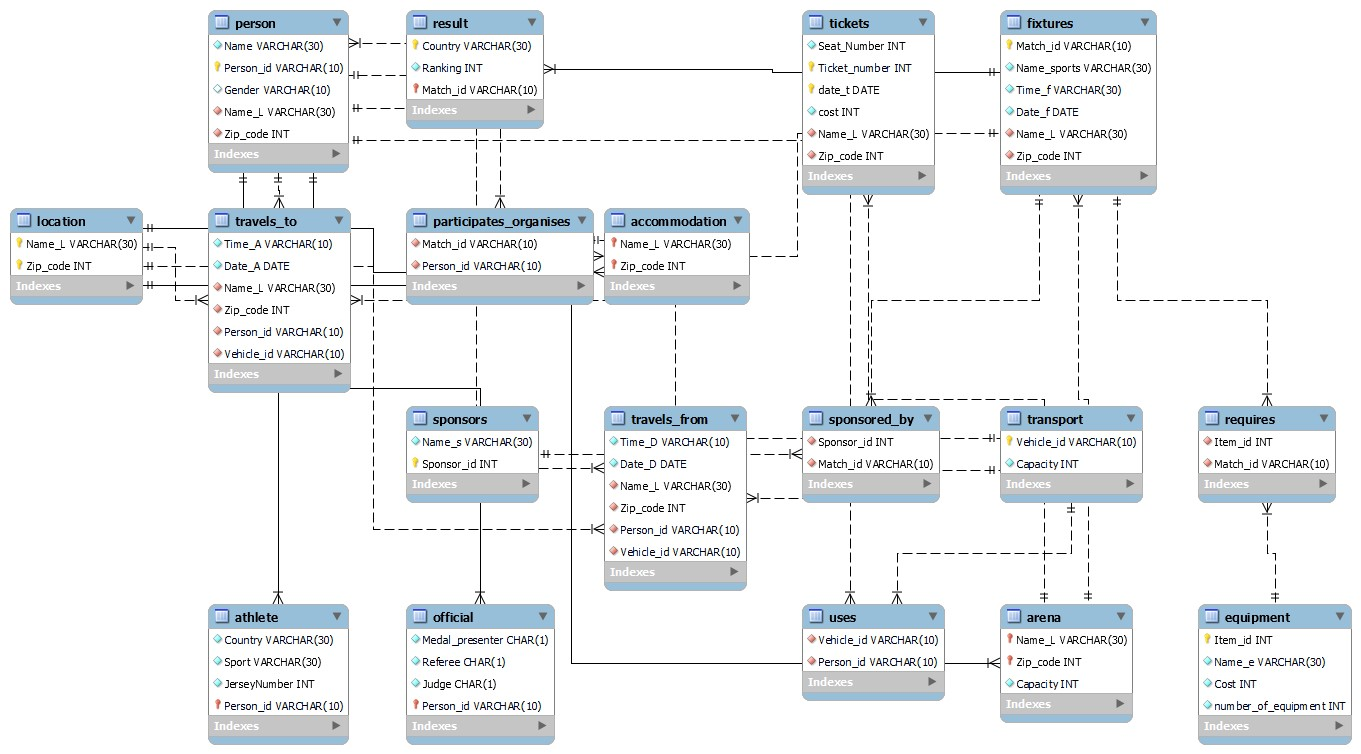 person
Name VARCHAR(30)
Person_id VARCHAR(10)
Gender VARCHAR(10)
Name_L VARCHAR(30)
Zip_code INT
Indexes
result
Country VARCHAR(30)
Ranking INT
Match_id VARCHAR(10)
Indexes
tickets
Seat_Number INT
Ticket_number INT
date_t DATE
cost INT
Name_L VARCHAR(30)
Zip_code INT
Indexes
fixtures
Match_id VARCHAR(10)
Name_sports VARCHAR(30)
Time_f VARCHAR(30)
Date_f DATE
Name_L VARCHAR(30)
Zip_code INT
Indexes
location
Name_L VARCHAR(30)
Zip_code INT
Indexes
travels_to
Time_A VARCHAR(10)
Date_A DATE
Name_L VARCHAR(30)
Zip_code INT
Person_id VARCHAR(10)
Vehicle_id VARCHAR(10)
Indexes
participates_organises
Match_id VARCHAR(10)
Person_id VARCHAR(10)
Indexes
accommodation
Name_L VARCHAR(30)
Zip_code INT
Indexes
sponsors
Name_s VARCHAR(30)
Sponsor_id INT
Indexes
travels_from
Time_D VARCHAR(10)
Date_D DATE
Name_L VARCHAR(30)
Zip_code INT
Person_id VARCHAR(10)
Vehicle_id VARCHAR(10)
Indexes
sponsored_by
Sponsor_id INT
Match_id VARCHAR(10)
Indexes
transport
Vehicle_id VARCHAR(10)
Capacity INT
Indexes
requires
Item_id INT
Match_id VARCHAR(10)
Indexes
athlete
Country VARCHAR(30)
Sport VARCHAR(30)
JerseyNumber INT
Person_id VARCHAR(10)
Indexes
official
Medal_presenter CHAR(1)
Referee CHAR(1)
Judge CHAR(1)
Person_id VARCHAR(10)
Indexes
uses
Vehicle_id VARCHAR(10)
Person_id VARCHAR(10)
Indexes
arena
Name_L VARCHAR(30)
Zip_code INT
Capacity INT
Indexes
equipment
Item_id INT
Name_e VARCHAR(30)
Cost INT
number_of_equipment INT
Indexes